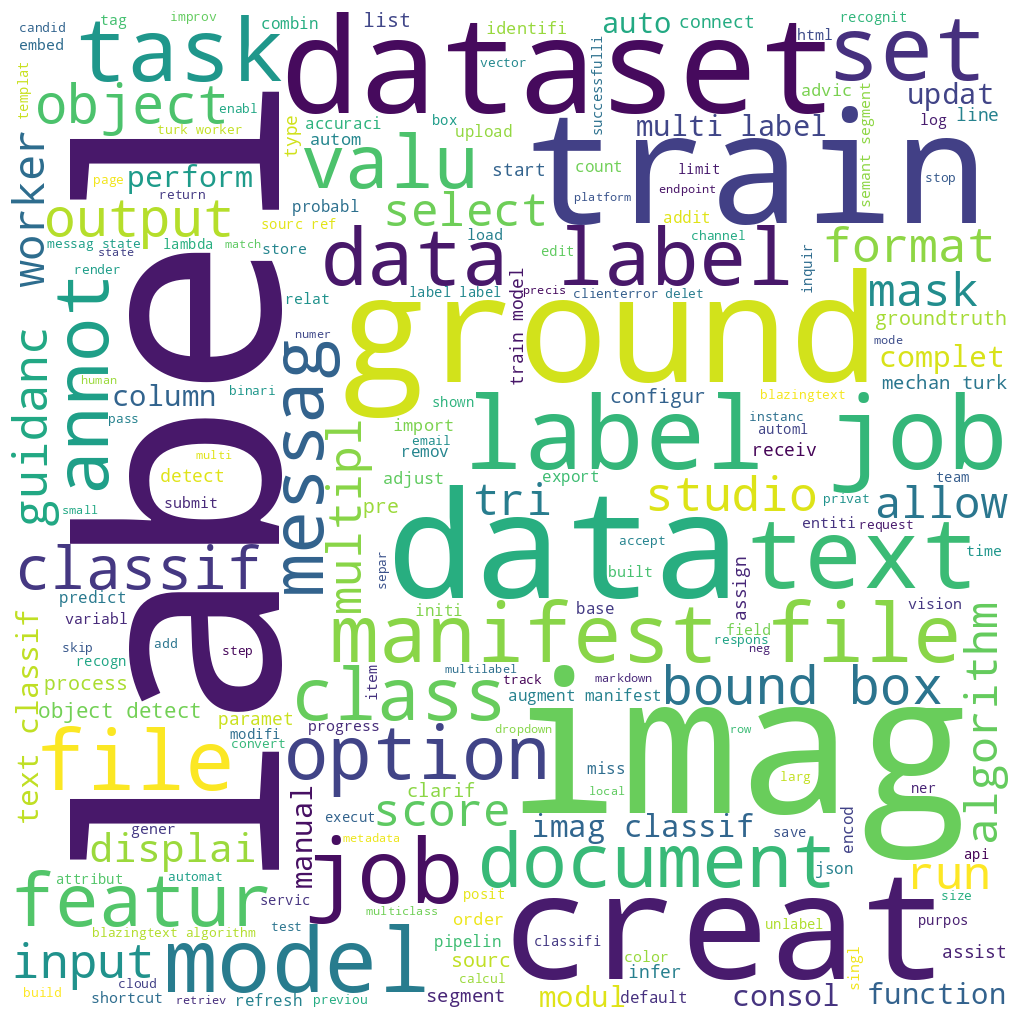 candid
tag
improv
combin
list
identifi
auto
connect
recognit
embed
task
dataset
html
set
vector
successfulli
templat
object
enabl
advic
updat
type
accuraci
box
upload
multi label
log
line
turk worker
autom
worker
label
valu
start
count
limit
train
semant segment
stop
page
perform
return
probabl
select
platform
endpoint
output
sourc ref
addit
messag state
lambda
match
store
load
data label
edit
channel
format
state
render
inquir
relat
label label
precis
clienterror
delet
mask
annot
numer
train model
ground
groundtruth
mode
guidanc
human
column
binari
messag
shown
configur
blazingtext
complet
mechan turk
pass
import
instanc
automl
label job
multi
email
remov
receiv
detect
multipl
adjust
export
team
small
submit
pre
tri
studio
privat
allow
data
entiti
request
accept
text
time
classif
separ
built
predict
initi
base
assign
vision
variabl
manifest file
field
respons
neg
algorithm
skip
add
step
recogn
text classif
multilabel
track
markdown
process
class
item
augment manifest
bound box
object detect
paramet
progress
modifi
dropdown
row
imag
file
convert
option
miss
larg
clarif
local
ner
manual
score
execut
imag classif
save
encod
gener
metadata
api
displai
job
document
json
run
attribut
automat
featur
servic
multiclass
posit
order
creat
size
unlabel
purpos
blazingtext algorithm
test
pipelin
classifi
input
model
sourc
color
infer
assist
calcul
singl
build
cloud
shortcut
retriev
refresh
previou
segment
modul
default
consol
function